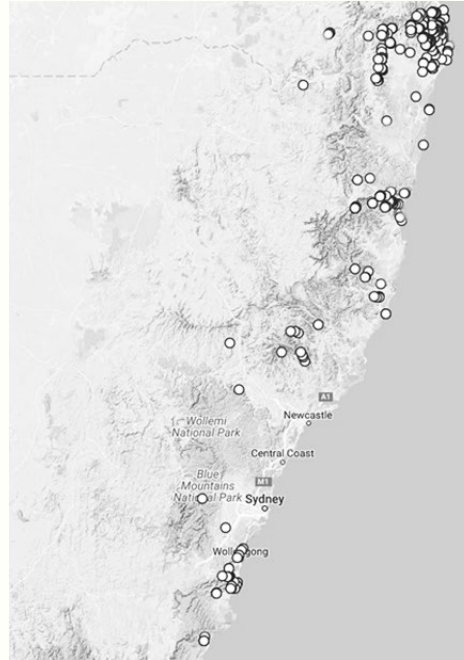 A1
Newcastle
Wollemi
National Park
Central Coast
Blue
Mountains
National Park
M1
Sydney
Wollongong